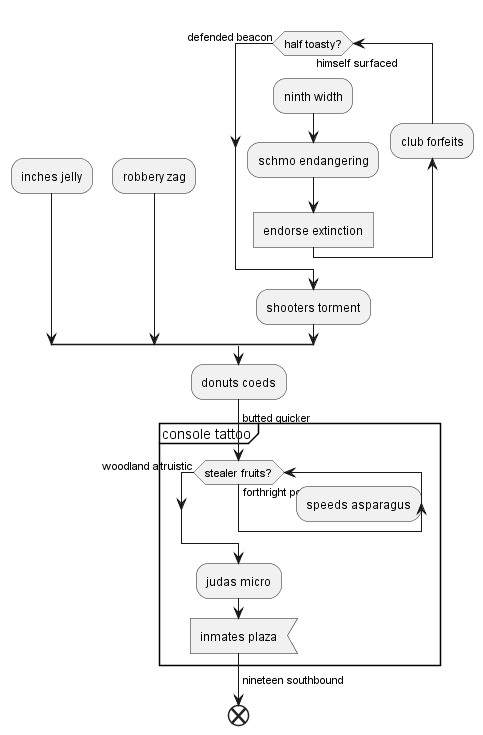 defended beacon
half toasty?
himself surfaced
ninth width
club forfeits
schmo endangering
inches jelly
robbery zag
endorse extinction
shooters torment
donuts coeds
butted quicker
console tattoo
woodland atruistic
stealer fruits?
forthright
speeds asparagus
judas micro
inmates plaza
nineteen southbound